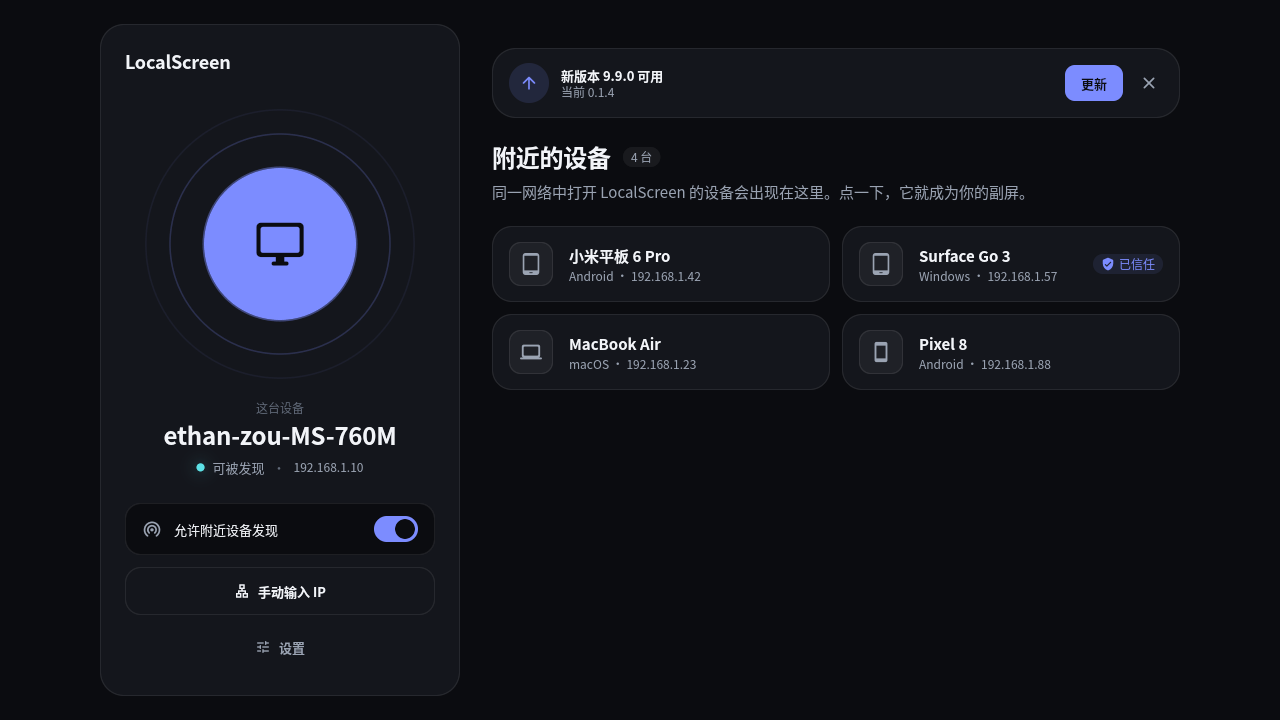 LocalScreen
这台设备
ethan-zou-MS-760M
可被发现 • 192.168.1.10
允许附近设备发现
手动输入 IP
设置
新版本 9.9.0 可用
当前 0.1.4
更新
附近的设备 4 台
同一网络中打开 LocalScreen 的设备会出现在这里。点一下，它就成为你的副屏。
小米平板 6 Pro
Android • 192.168.1.42
Surface Go 3
Windows • 192.168.1.57
已信任
MacBook Air
macOS • 192.168.1.23
Pixel 8
Android • 192.168.1.88